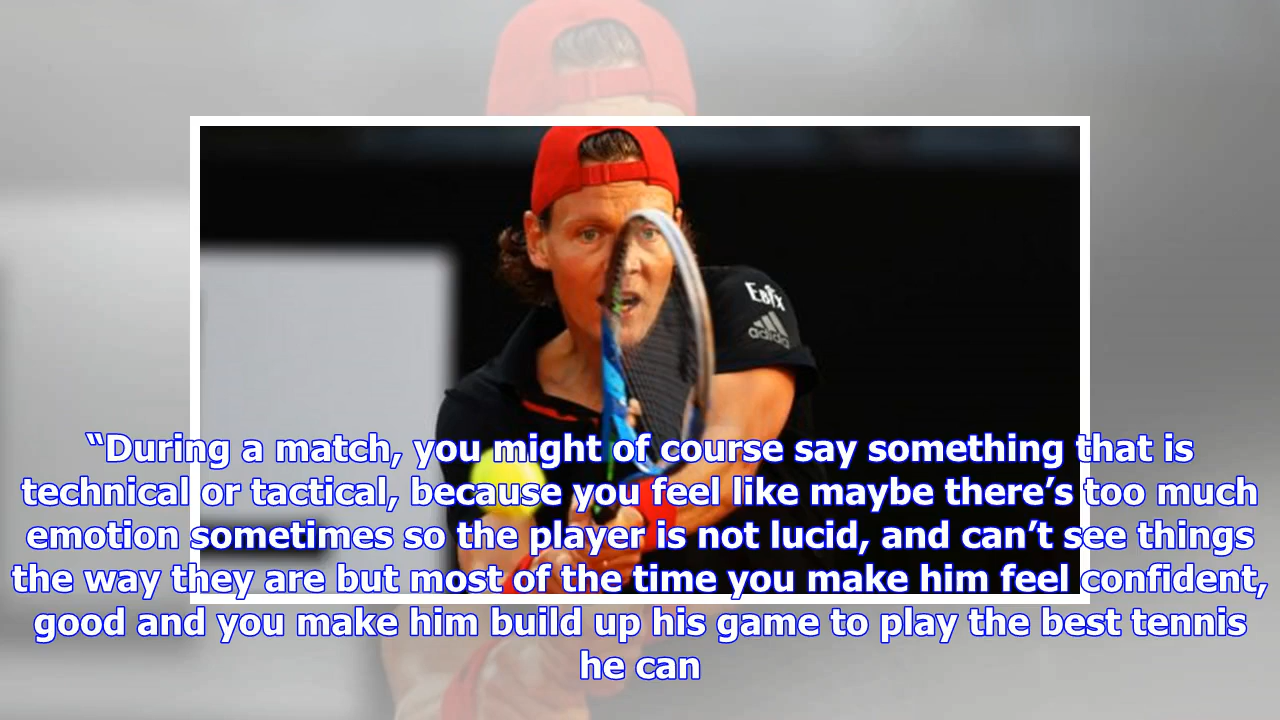 Ebix
adidas
“During a match, you might of course say something that is
technical or tactical, because you feel like maybe there’s too much
emotion sometimes so the player is not lucid, and can’t see things
the way they are but most of the time you make him feel confident,
good and you make him build up his game to play the best tennis
he can